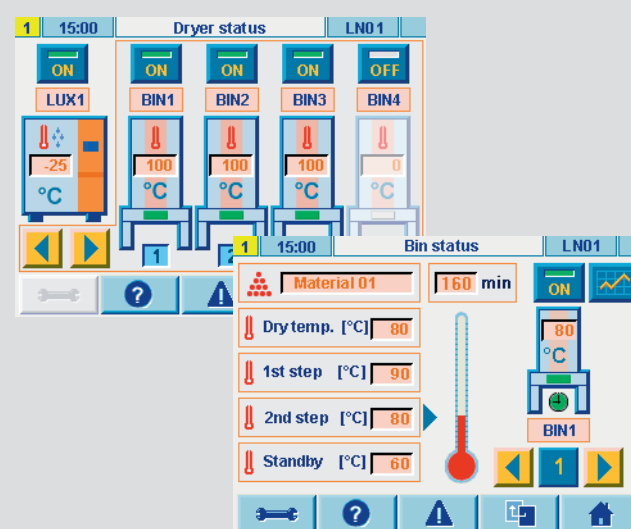 1 15:00 Dryer status LN01
ON ON ON ON OFF
LUX1 BIN1 BIN2 BIN3 BIN4
-25 100 100 100 0
°C °C °C °C °C
1 2
?
1 15:00 Bin status LN01
Material 01 160 min ON
Dry temp. [°C] 80
80
°C
1st step [°C] 90
2nd step [°C] 80
BIN1
Standby [°C] 60
1
?